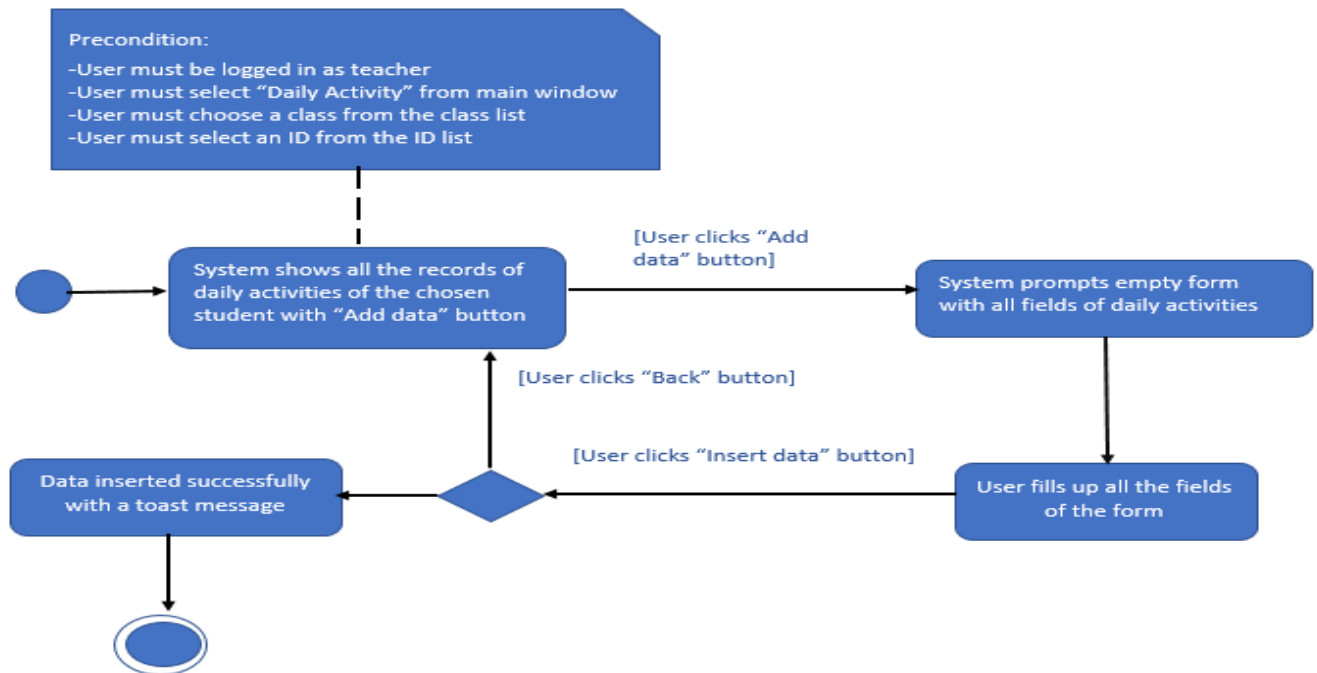 Precondition:
-User must be logged in as teacher
-User must select “Daily Activity” from main window
-User must choose a class from the class list
-User must select an ID from the ID list
[User clicks “Add
data” button]
System shows all the records of
daily activities of the chosen
student with “Add data” button
System prompts empty form
with all fields of daily activities
[User clicks “Back” button]
[User clicks “Insert data” button]
Data inserted successfully
with a toast message
User fills up all the fields
of the form